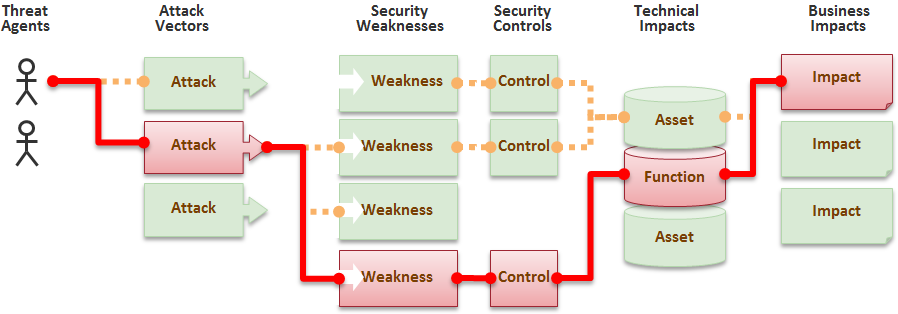 Threat Agents
Attack Vectors
Security Weaknesses
Security Controls
Technical Impacts
Business Impacts
Attack
Weakness
Control
Asset
Impact
Attack
Weakness
Control
Function
Impact
Attack
Weakness
Asset
Impact
Weakness
Control